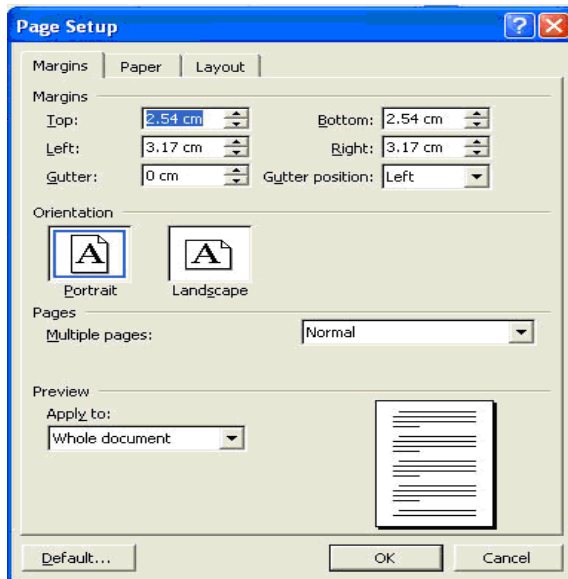 Page Setup
Margins Paper Layout
Margins
Top: 2.54 cm Bottom: 2.54 cm
Left: 3.17 cm Right: 3.17 cm
Gutter: 0 cm Gutter position: Left
Orientation
A A
Portrait Landscape
Pages
Multiple pages: Normal
Preview
Apply to:
Whole document
Default... OK Cancel